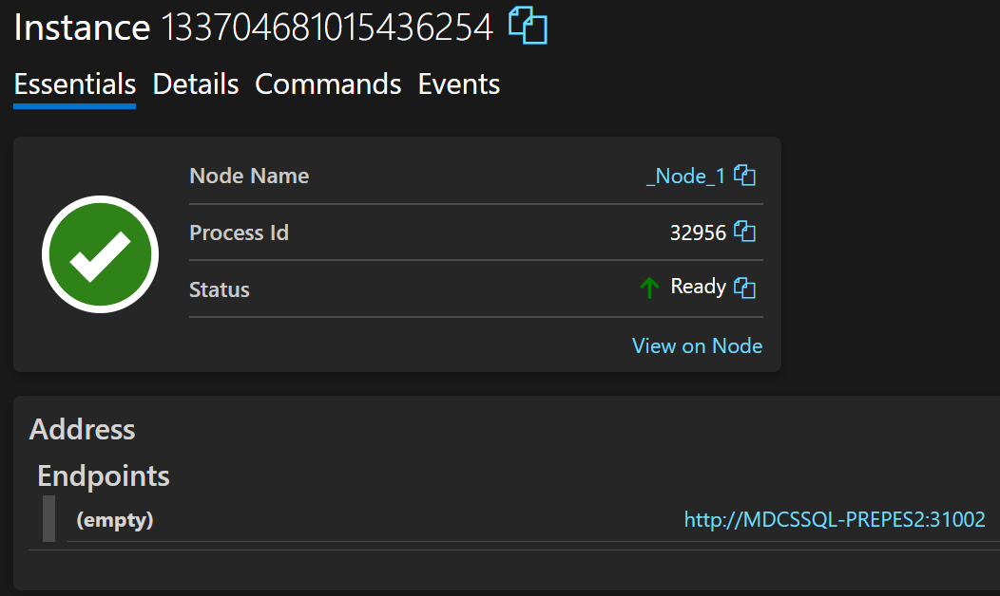 Instance 133704681015436254
Essentials Details Commands Events
Node Name _Node_1
Process Id 32956
Status Ready
View on Node
Address
Endpoints
(empty) http://MDCSSQL-PREPES2:31002